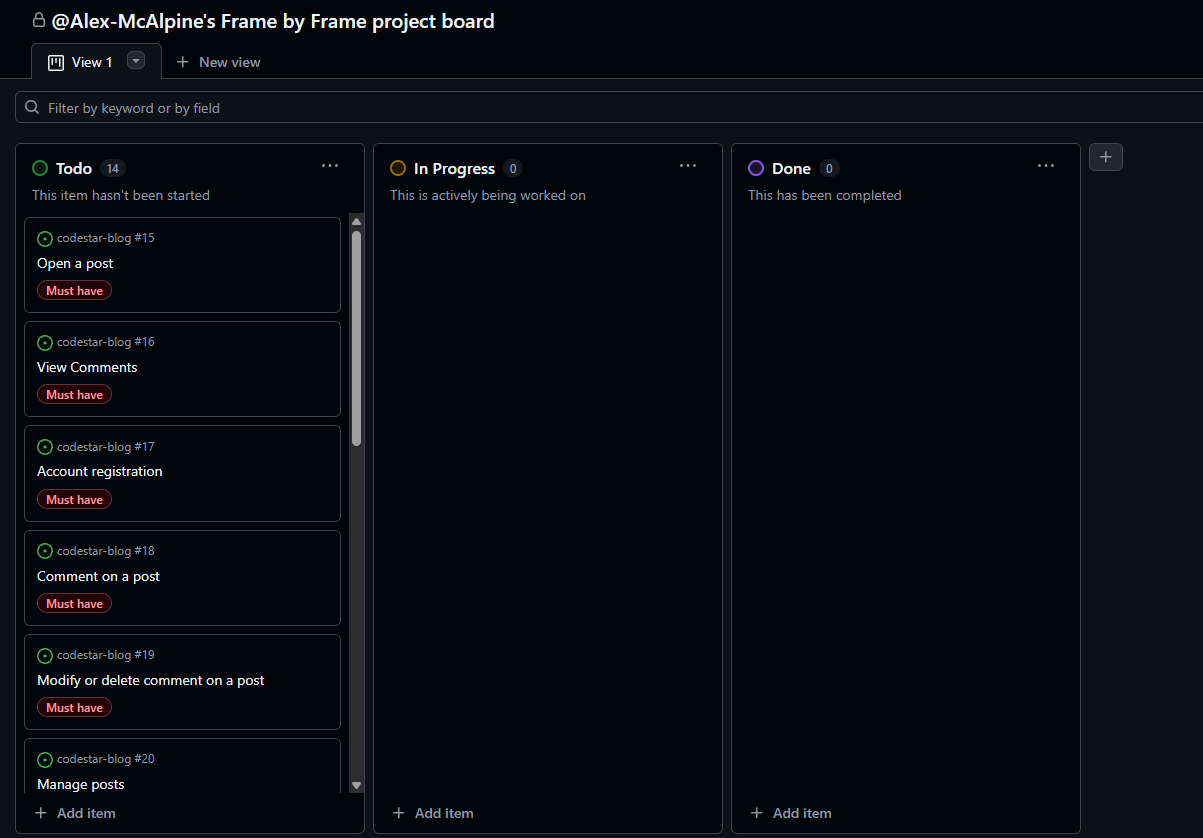 @Alex-McAlpine's Frame by Frame project board
View 1
New view
Filter by keyword or by field
Todo 14
This item hasn't been started
codestar-blog #15
Open a post
Must have
codestar-blog #16
View Comments
Must have
codestar-blog #17
Account registration
Must have
codestar-blog #18
Comment on a post
Must have
codestar-blog #19
Modify or delete comment on a post
Must have
codestar-blog #20
Manage posts
Add item
In Progress 0
This is actively being worked on
Add item
Done 0
This has been completed
Add item